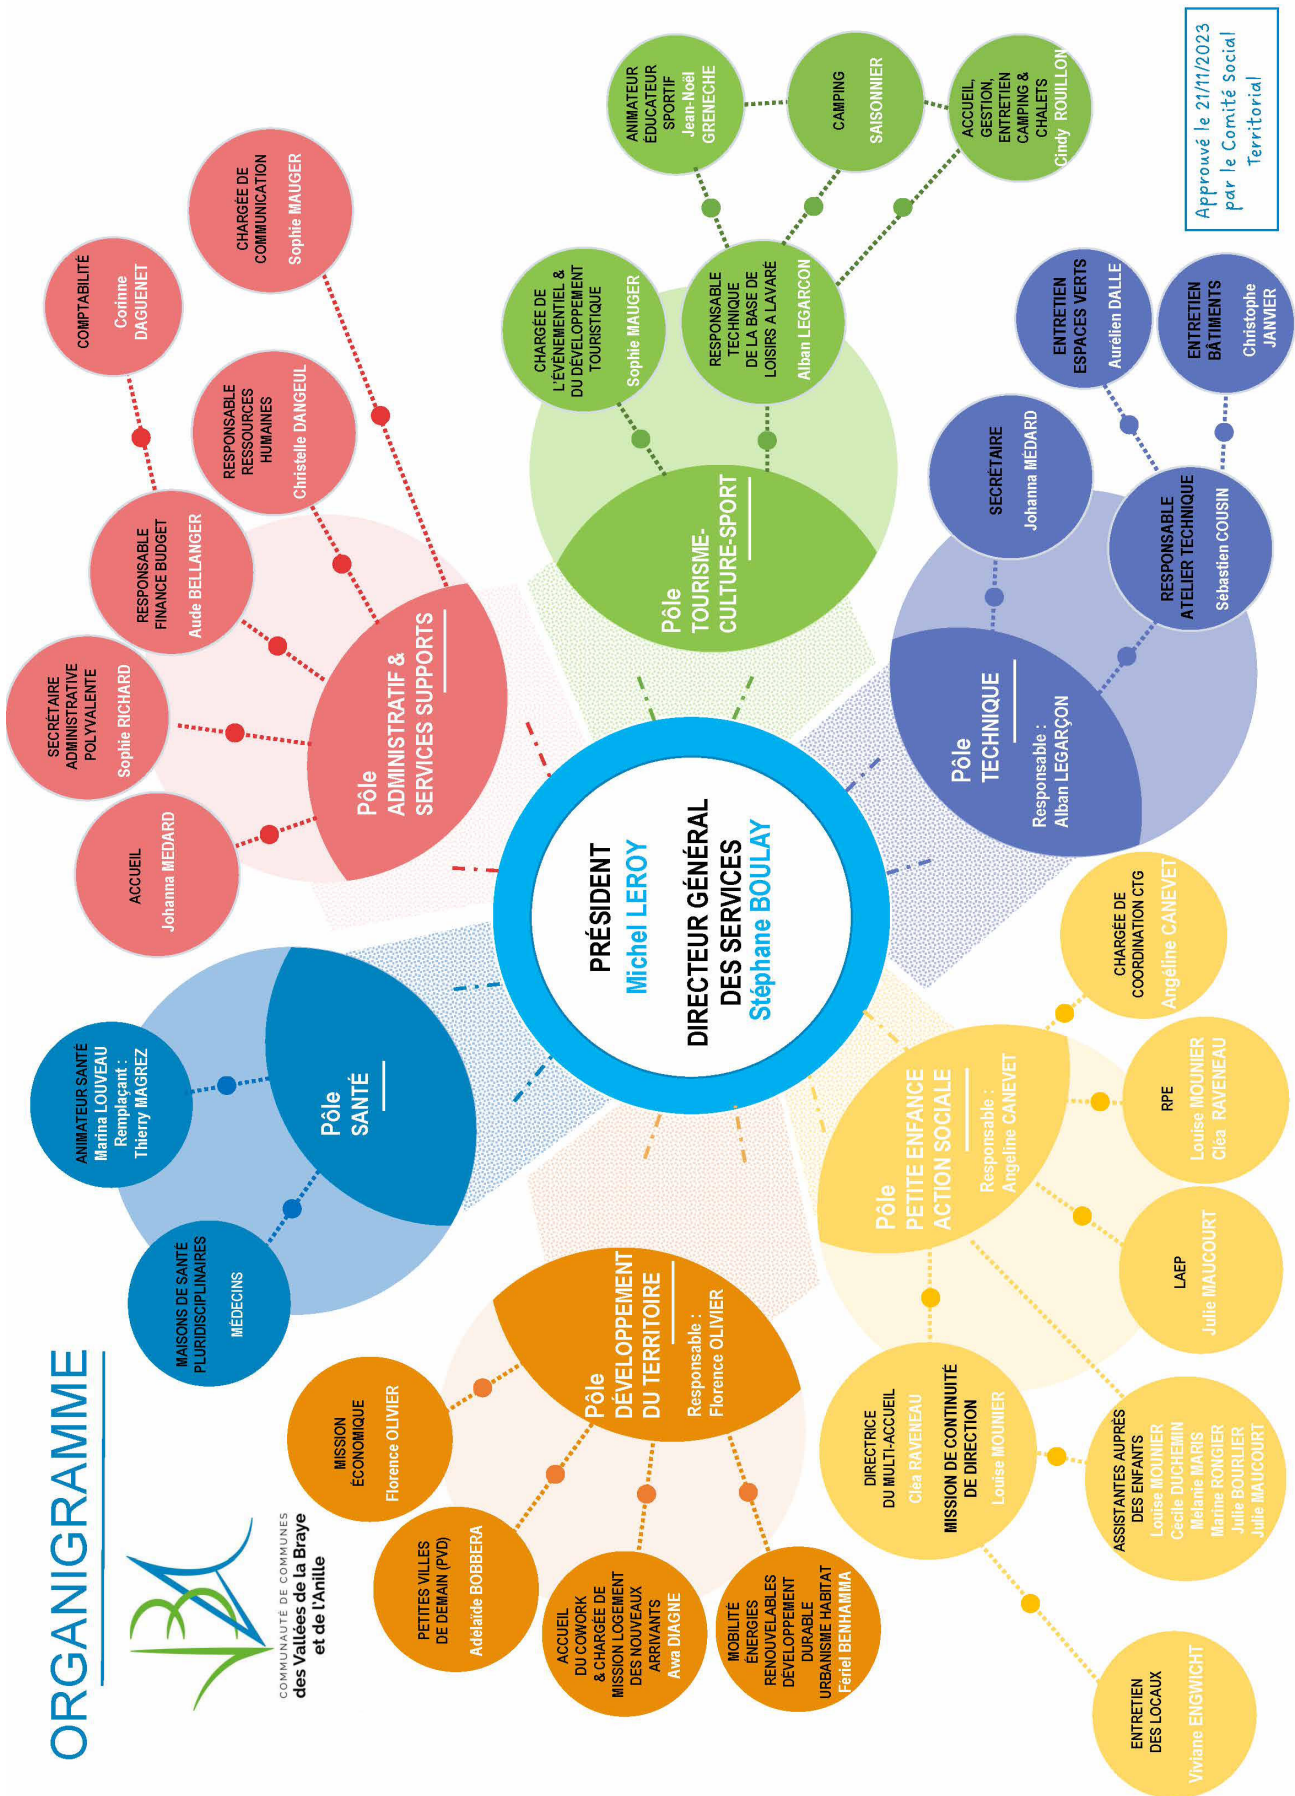 ORGANIGRAMME
COMMUNAUTÉ DE COMMUNES
des Vallées de la Braye
et de l'Anille
PRÉSIDENT
Michel LEROY
DIRECTEUR GÉNÉRAL
DES SERVICES
Stéphane BOULAY
Pôle
SANTÉ
MAISONS DE SANTÉ
PLURIDISCIPLINAIRES
MÉDECINS
ANIMATEUR SANTÉ
Marina LOUVEAU
Remplaçant :
Thierry MAGREZ
Pôle
ADMINISTRATIF &
SERVICES SUPPORTS
ACCUEIL
Johanna MEDARD
SECRÉTAIRE
ADMINISTRATIVE
POLYVALENTE
Sophie RICHARD
RESPONSABLE
FINANCE BUDGET
Aude BELLANGER
COMPTABILITÉ
Corinne
DAGUENET
RESPONSABLE
RESSOURCES
HUMAINES
Christelle DANGEUL
CHARGÉE DE
COMMUNICATION
Sophie MAUGER
Pôle
TOURISME-
CULTURE-SPORT
CHARGÉE DE
L'ÉVÉNEMENTIEL &
DU DÉVELOPPEMENT
TOURISTIQUE
Sophie MAUGER
RESPONSABLE
TECHNIQUE
DE LA BASE DE
LOISIRS A LAVARÉ
Alban LEGARCON
ANIMATEUR
ÉDUCATEUR
SPORTIF
Jean-Noël
GRENECHE
CAMPING
SAISONNIER
ACCUEIL,
GESTION,
ENTRETIEN
CAMPING &
CHALETS
Cindy ROUILLON
Pôle
TECHNIQUE
Responsable :
Alban LEGARÇON
SECRÉTAIRE
Johanna MÉDARD
RESPONSABLE
ATELIER TECHNIQUE
Sébastien COUSIN
ENTRETIEN
ESPACES VERTS
Aurélien DALLE
ENTRETIEN
BÂTIMENTS
Christophe
JANVIER
Pôle
PETITE ENFANCE
ACTION SOCIALE
Responsable :
Angeline CANEVET
CHARGÉE DE
COORDINATION CTG
Angéline CANEVET
RPE
Louise MOUNIER
Cléa RAVENEAU
LAEP
Julie MAUCOURT
DIRECTRICE
DU MULTI-ACCUEIL
Cléa RAVENEAU
MISSION DE CONTINUITÉ
DE DIRECTION
Louise MOUNIER
ASSISTANTES AUPRÈS
DES ENFANTS
Louise MOUNIER
Cécile DUCHEMIN
Mélanie MARIS
Marine RONGIER
Julie BOURLIER
Julie MAUCOURT
ENTRETIEN
DES LOCAUX
Viviane ENGWICHT
Pôle
DÉVELOPPEMENT
DU TERRITOIRE
Responsable :
Florence OLIVIER
MISSION
ÉCONOMIQUE
Florence OLIVIER
PETITES VILLES
DE DEMAIN (PVD)
Adélaïde BOBBERA
ACCUEIL
DU COWORK
& CHARGÉE DE
MISSION LOGEMENT
DES NOUVEAUX
ARRIVANTS
Awa DIAGNE
MOBILITÉ
ÉNERGIES
RENOUVELABLES
DÉVELOPPEMENT
DURABLE
URBANISME HABITAT
Feriel BENHAMMA
Approuvé le 21/11/2023
par le Comité Social
Territorial